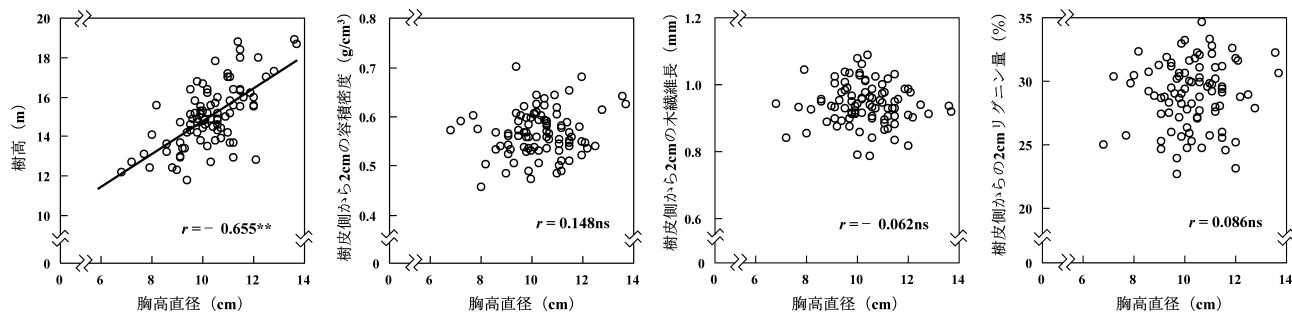 20
18
16
14
12
10
0
樹高（m）
r = − 0.655**
0 6 8 10 12 14
胸高直径（cm）
0.8
0.7
0.6
0.5
0.4
0
樹皮側から2cmの容積密度（g/cm³）
r = 0.148ns
0 6 8 10 12 14
胸高直径（cm）
1.2
1.0
0.8
0.6
0
樹皮側から2cmの木繊維長（mm）
r = − 0.062ns
0 6 8 10 12 14
胸高直径（cm）
35
30
25
20
0
樹皮側からの2cmリグニン量（%）
r = 0.086ns
0 6 8 10 12 14
胸高直径（cm）